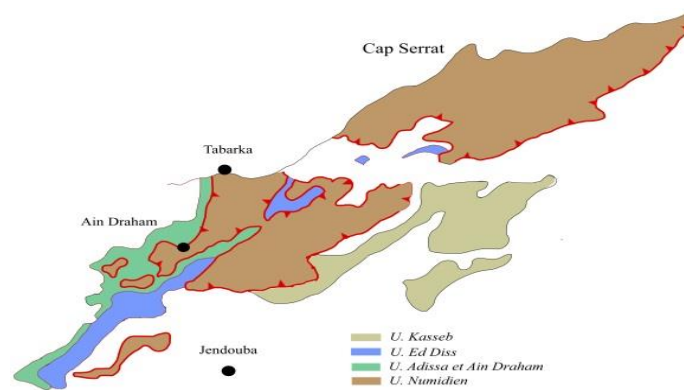 Cap Serrat
Tabarka
Ain Draham
Jendouba
U. Kasseb
U. Ed Diss
U. Adissa et Ain Draham
U. Numidien